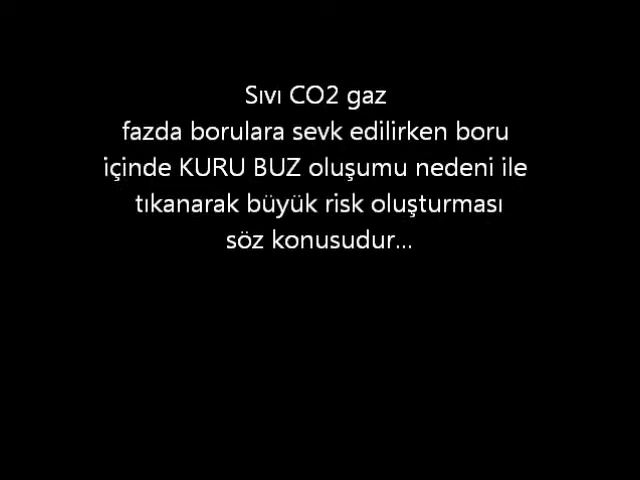 Sıvı CO2 gaz
fazda borulara sevk edilirken boru
içinde KURU BUZ oluşumu nedeni ile
tıkanarak büyük risk oluşturması
söz konusudur...